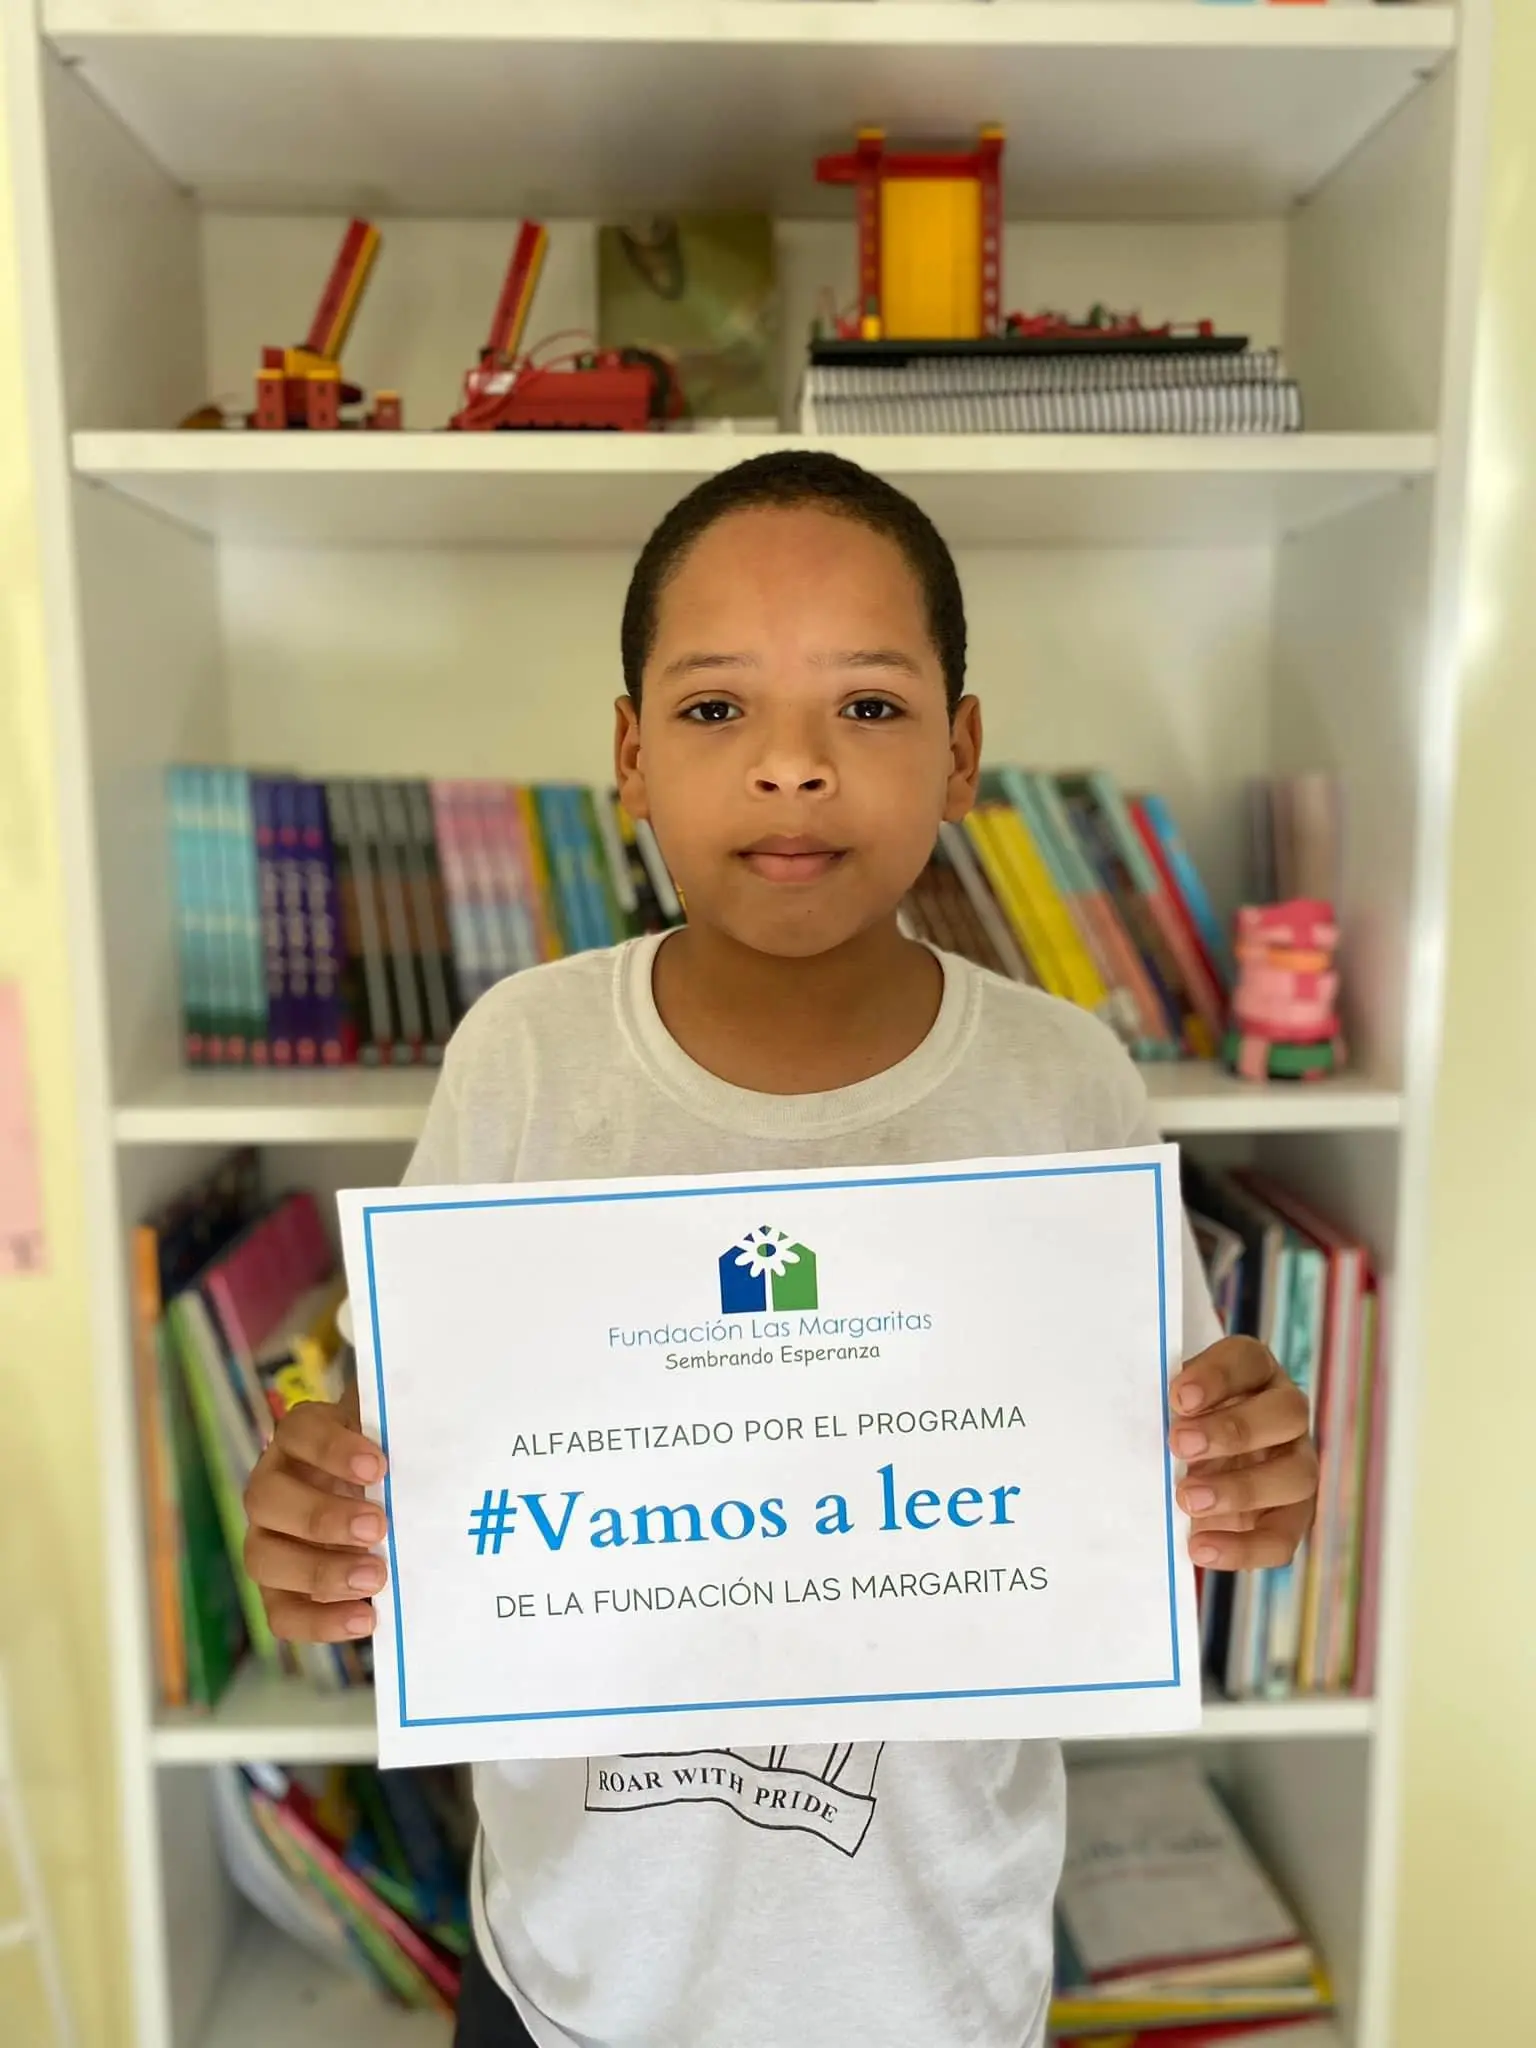 Fundación Las Margaritas
Sembrando Esperanza
ALFABETIZADO POR EL PROGRAMA
#Vamos a leer
DE LA FUNDACIÓN LAS MARGARITAS
ROAR WITH PRIDE